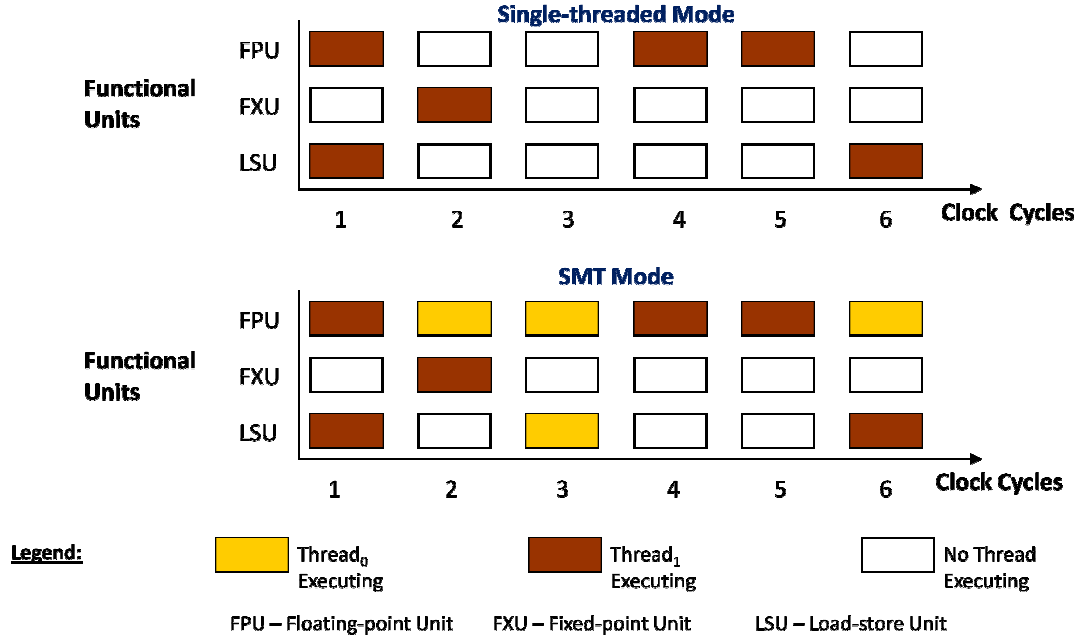 Single-threaded Mode
FPU
Functional
Units
FXU
LSU
1 2 3 4 5 6
Clock Cycles
SMT Mode
FPU
Functional
Units
FXU
LSU
1 2 3 4 5 6
Clock Cycles
Legend:
Thread0
Executing
Thread1
Executing
No Thread
Executing
FPU – Floating-point Unit FXU – Fixed-point Unit LSU – Load-store Unit